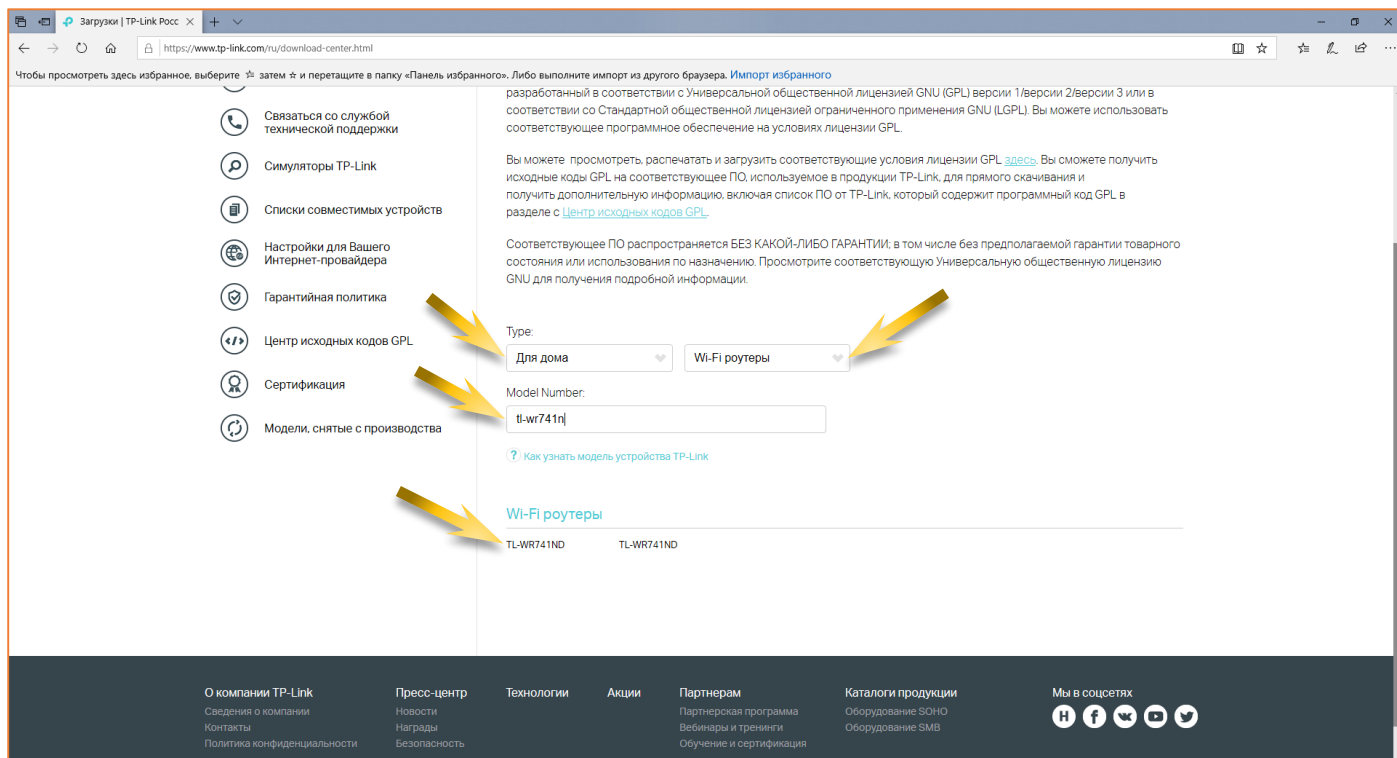 Загрузки | TP-Link Росс
https://www.tp-link.com/ru/download-center.html
Чтобы просмотреть здесь избранное, выберите затем и перетащите в папку «Панель избранного». Либо выполните импорт из другого браузера. Импорт избранного
Связаться со службой
технической поддержки
Симуляторы TP-Link
Списки совместимых устройств
Настройки для Вашего
Интернет-провайдера
Гарантийная политика
Центр исходных кодов GPL
Сертификация
Модели, снятые с производства
разработанный в соответствии с Универсальной общественной лицензией GNU (GPL) версии 1/версии 2/версии 3 или в
соответствии со Стандартной общественной лицензией ограниченного применения GNU (LGPL). Вы можете использовать
соответствующее программное обеспечение на условиях лицензии GPL.
Вы можете просмотреть, распечатать и загрузить соответствующие условия лицензии GPL здесь. Вы сможете получить
исходные коды GPL на соответствующее ПО, используемое в продукции TP-Link, для прямого скачивания и
получить дополнительную информацию, включая список ПО от TP-Link, который содержит программный код GPL в
разделе с Центр исходных кодов GPL.
Соответствующее ПО распространяется БЕЗ КАКОЙ-ЛИБО ГАРАНТИИ; в том числе без предполагаемой гарантии товарного
состояния или использования по назначению. Просмотрите соответствующую Универсальную общественную лицензию
GNU для получения подробной информации.
Type:
Для дома Wi-Fi роутеры
Model Number:
tl-wr741n
? Как узнать модель устройства TP-Link
Wi-Fi роутеры
TL-WR741ND TL-WR741ND
О компании TP-Link
Сведения о компании
Контакты
Политика конфиденциальности
Пресс-центр
Новости
Награды
Безопасность
Технологии
Акции
Партнерам
Партнерская программа
Вебинары и тренинги
Обучение и сертификация
Каталоги продукции
Оборудование SOHO
Оборудование SMB
Мы в соцсетях